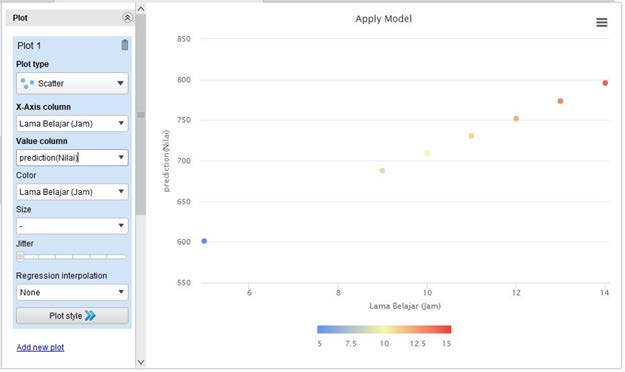 Plot
Plot 1
Plot type
Scatter
X-Axis column
Lama Belajar (Jam)
Value column
prediction(Nilai)
Color
Lama Belajar (Jam)
Size
-
Jitter
Regression interpolation
None
Plot style
Add new plot
Apply Model
850
800
750
700
650
600
550
prediction(Nilai)
6 8 10 12 14
Lama Belajar (Jam)
5 7.5 10 12.5 15